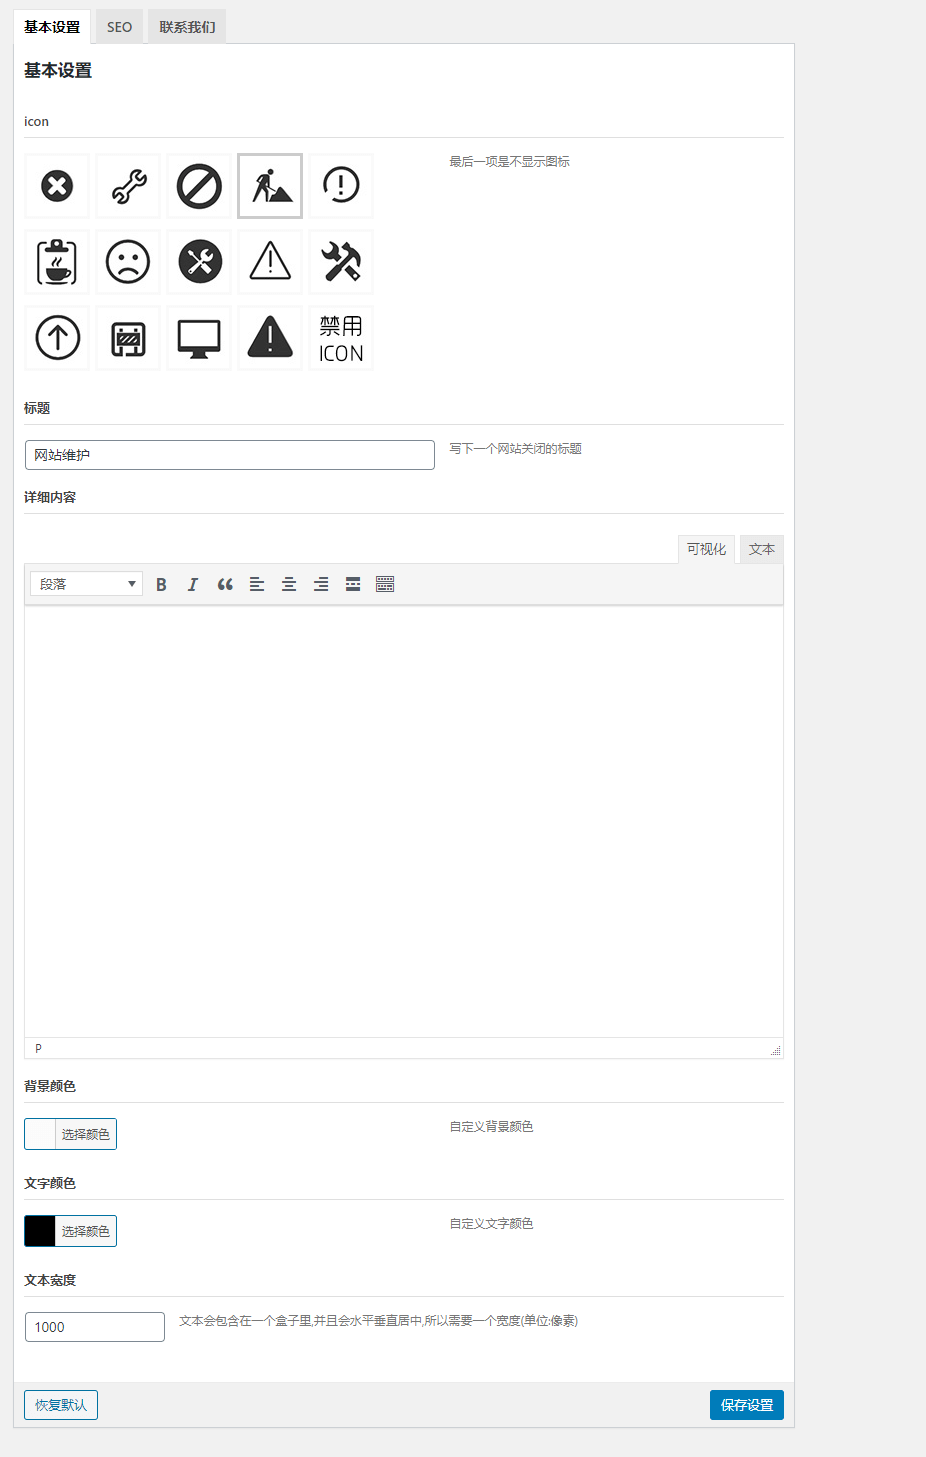 基本设置 SEO 联系我们
基本设置
icon
最后一项是不显示图标
禁用
ICON
标题
网站维护 写下一个网站关闭的标题
详细内容
可视化 文本
段落 B I
P
背景颜色
选择颜色 自定义背景颜色
文字颜色
选择颜色 自定义文字颜色
文本宽度
1000 文本会包含在一个盒子里,并且会水平垂直居中,所以需要一个宽度(单位:像素)
恢复默认 保存设置